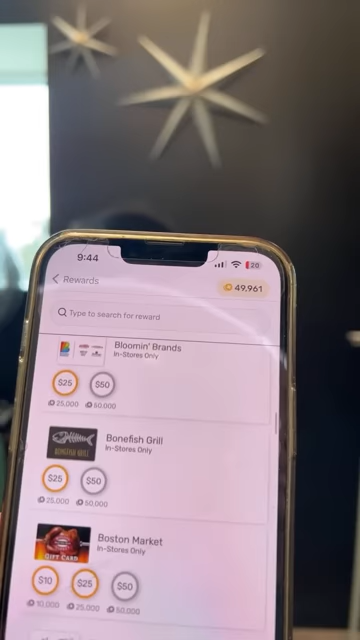 9:44
20
Rewards
49,961
Type to search for reward
Bloomin' Brands
In-Stores Only
$25 $50
25,000 50,000
Bonefish Grill
In-Stores Only
BONEFISH GRILL
$25 $50
25,000 50,000
Boston Market
In-Stores Only
GIFT CARD
$10 $25 $50
10,000 25,000 50,000